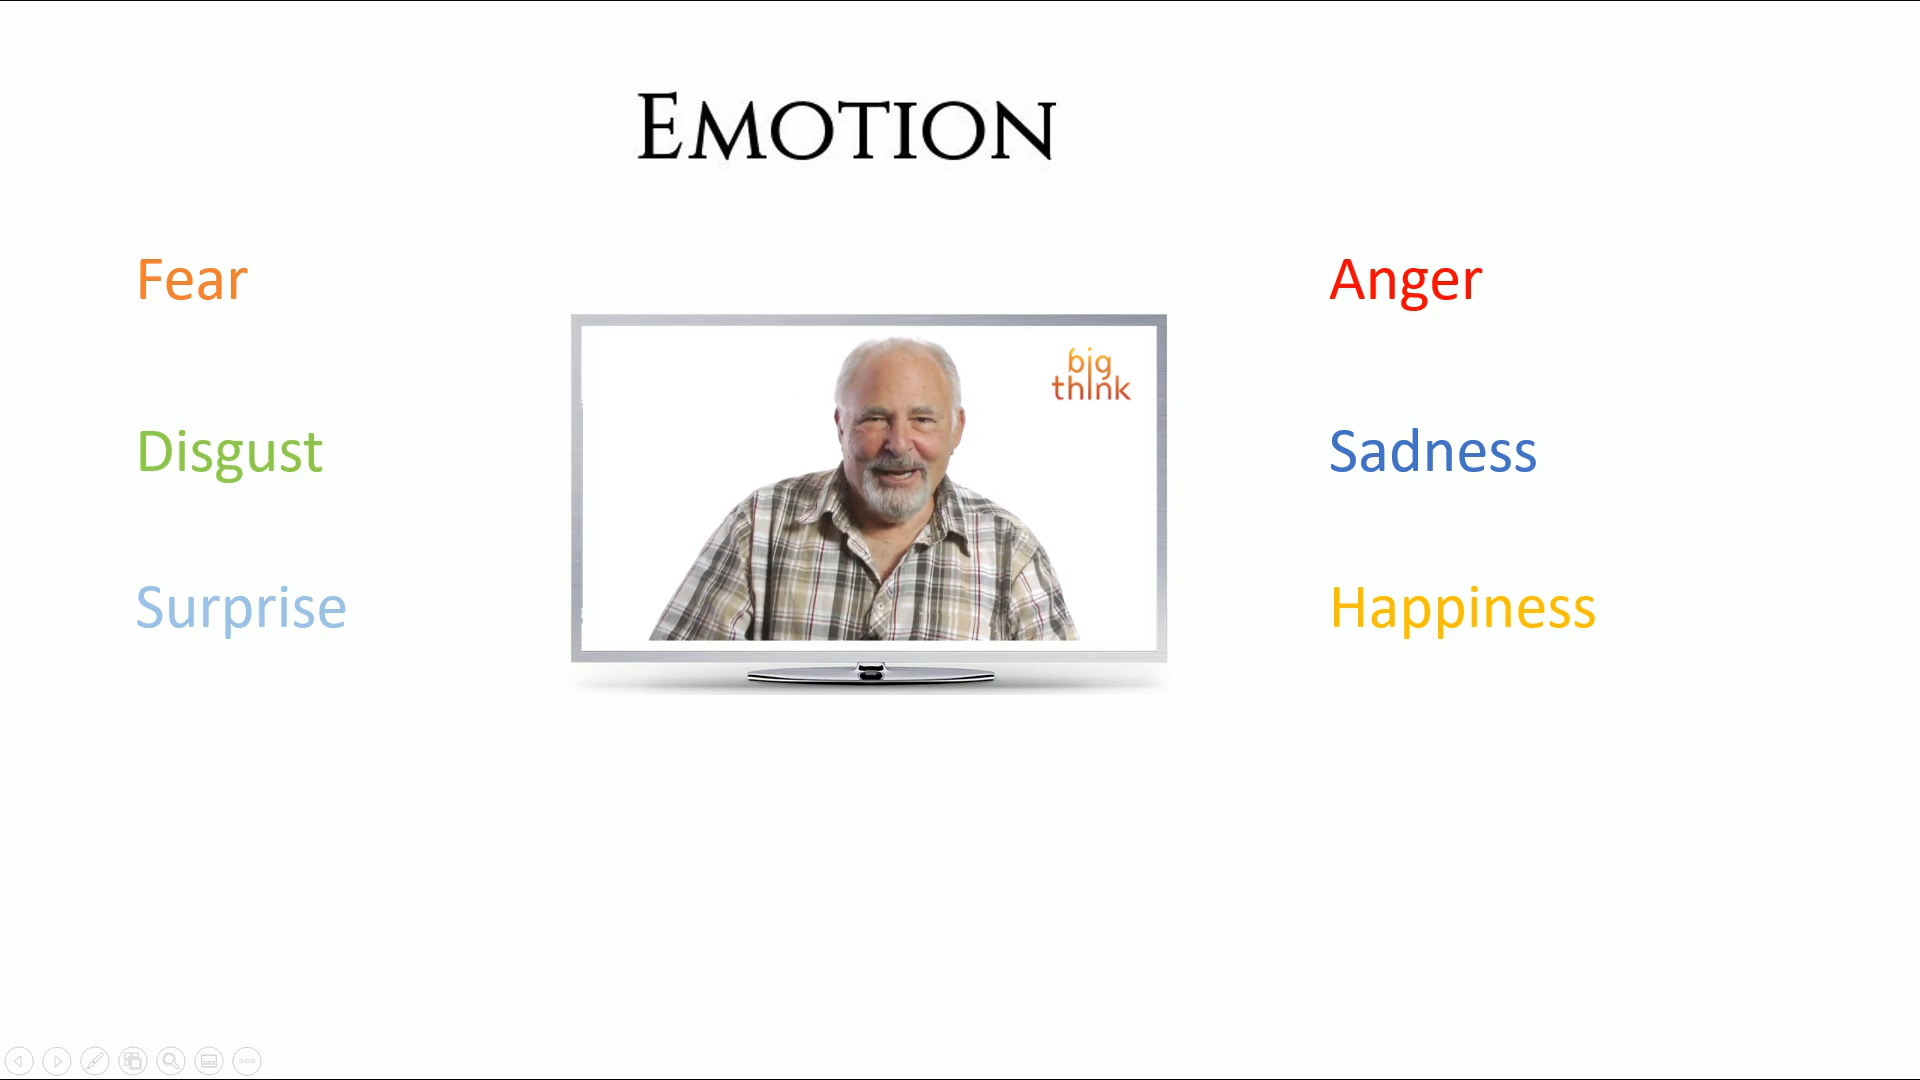 EMOTION
Fear
Anger
big
think
Disgust
Sadness
Surprise
Happiness